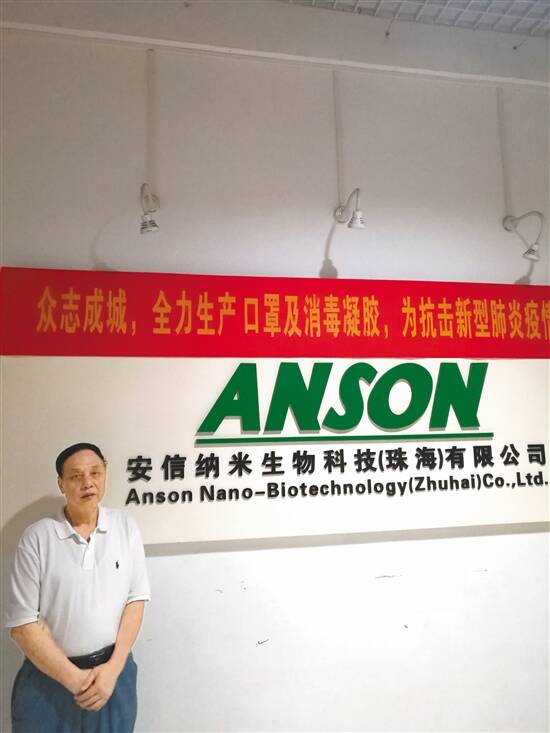 众志成城，全力生产口罩及消毒凝胶，为抗击新型肺炎疫情
ANSON
安信纳米生物科技(珠海)有限公司
Anson Nano-Biotechnology(Zhuhai)Co.,Ltd.